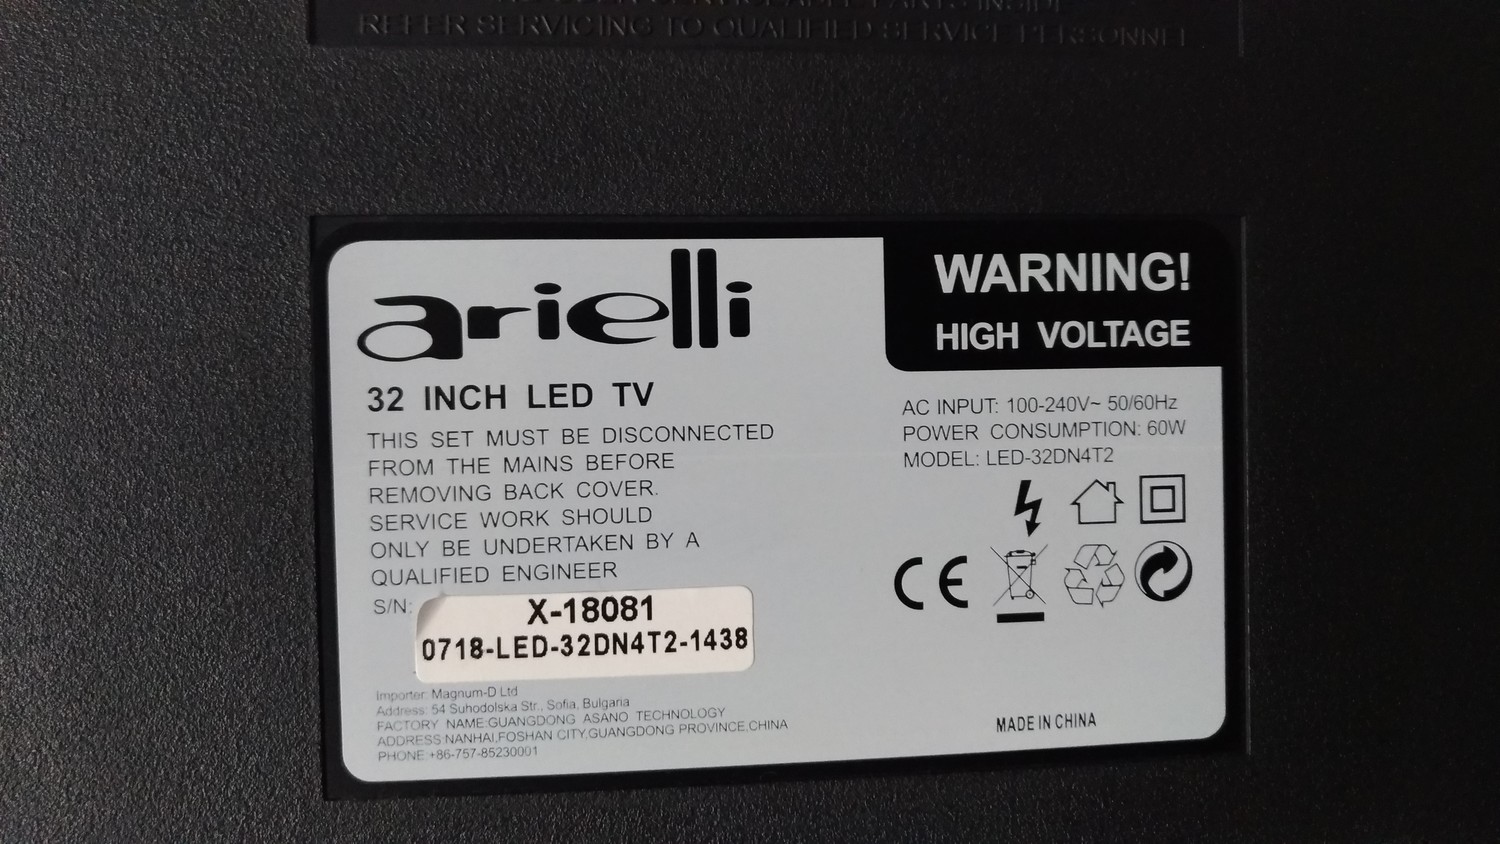 REFER SERVICING TO QUALIFIED SERVICE PERSONNEL
arielli
WARNING!
HIGH VOLTAGE
32 INCH LED TV
THIS SET MUST BE DISCONNECTED
FROM THE MAINS BEFORE
REMOVING BACK COVER.
SERVICE WORK SHOULD
ONLY BE UNDERTAKEN BY A
QUALIFIED ENGINEER
S/N:
X-18081
0718-LED-32DN4T2-1438
Importer: Magnum-D Ltd
Address: 54 Suhodolska Str., Sofia, Bulgaria
FACTORY NAME:GUANGDONG ASANO TECHNOLOGY
ADDRESS:NANHAI,FOSHAN CITY,GUANGDONG PROVINCE,CHINA
PHONE:+86-757-85230001
AC INPUT: 100-240V~ 50/60Hz
POWER CONSUMPTION: 60W
MODEL: LED-32DN4T2
CE
MADE IN CHINA